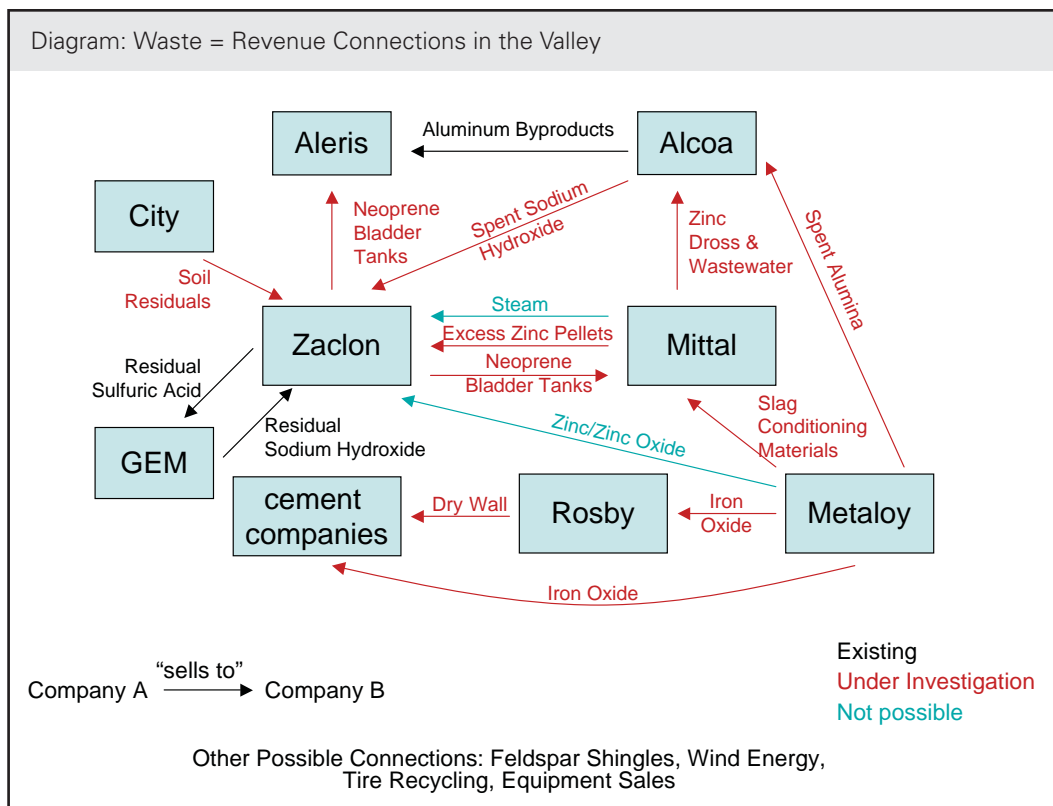 Diagram: Waste = Revenue Connections in the Valley
Aleris
Aluminum Byproducts
Alcoa
City
Neoprene
Bladder
Tanks
Spent Sodium
Hydroxide
Zinc
Dross &
Wastewater
Spent Alumina
Soil
Residuals
Zaclon
Steam
Excess Zinc Pellets
Neoprene
Bladder Tanks
Mittal
Residual
Sulfuric Acid
Residual
Sodium Hydroxide
Zinc/Zinc Oxide
Slag
Conditioning
Materials
GEM
cement
companies
Dry Wall
Rosby
Iron
Oxide
Metaloy
Iron Oxide
Company A
“sells to”
Company B
Existing
Under Investigation
Not possible
Other Possible Connections: Feldspar Shingles, Wind Energy,
Tire Recycling, Equipment Sales